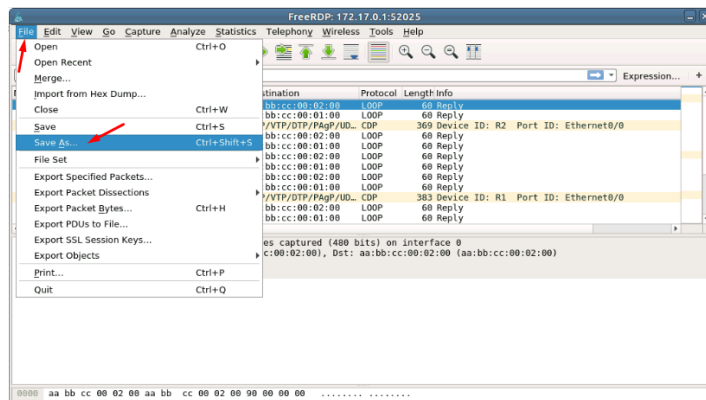 FreeRDP: 172.17.0.1:52025
File Edit View Go Capture Analyze Statistics Telephony Wireless Tools Help
Open Ctrl+O
Open Recent
Merge...
Expression... +
Import from Hex Dump...
stination Protocol Length Info
Close Ctrl+W
bb:cc:00:02:00 LOOP 60 Reply
bb:cc:00:01:00 LOOP 60 Reply
Save Ctrl+S
/VTP/DTP/PAgP/UD… CDP 369 Device ID: R2 Port ID: Ethernet0/0
bb:cc:00:02:00 LOOP 60 Reply
Save As... Ctrl+Shift+S
bb:cc:00:01:00 LOOP 60 Reply
File Set
bb:cc:00:02:00 LOOP 60 Reply
bb:cc:00:01:00 LOOP 60 Reply
Export Specified Packets...
bb:cc:00:02:00 LOOP 60 Reply
Export Packet Dissections
bb:cc:00:01:00 LOOP 60 Reply
/VTP/DTP/PAgP/UD… CDP 383 Device ID: R1 Port ID: Ethernet0/0
Export Packet Bytes... Ctrl+H
bb:cc:00:02:00 LOOP 60 Reply
bb:cc:00:01:00 LOOP 60 Reply
Export PDUs to File...
Export SSL Session Keys...
es captured (480 bits) on interface 0
Export Objects
c:00:02:00), Dst: aa:bb:cc:00:02:00 (aa:bb:cc:00:02:00)
Print... Ctrl+P
Quit Ctrl+Q
0000 aa bb cc 00 02 00 aa bb cc 00 02 00 90 00 00 00 ........ ........